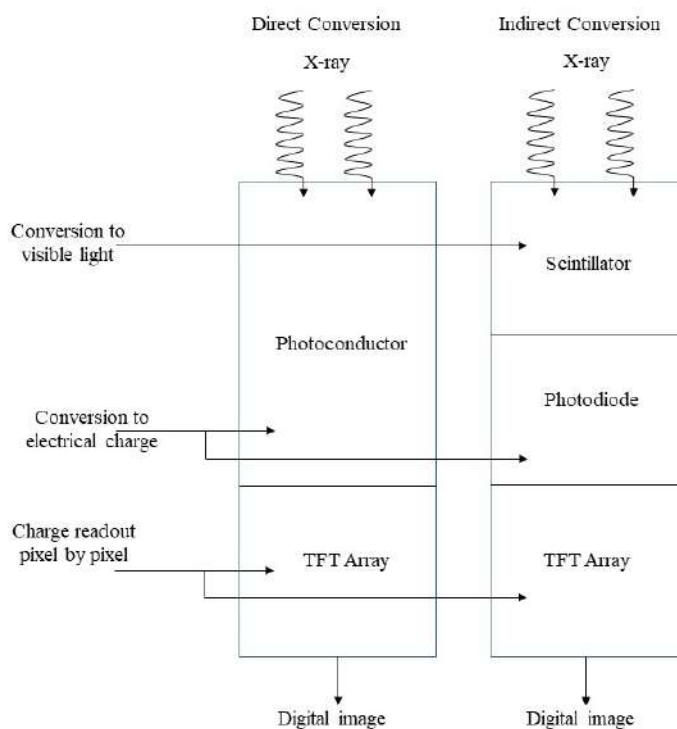 Direct Conversion
Indirect Conversion
X-ray
X-ray
Conversion to
visible light
Scintillator
Photoconductor
Photodiode
Conversion to
electrical charge
Charge readout
pixel by pixel
TFT Array
TFT Array
Digital image
Digital image